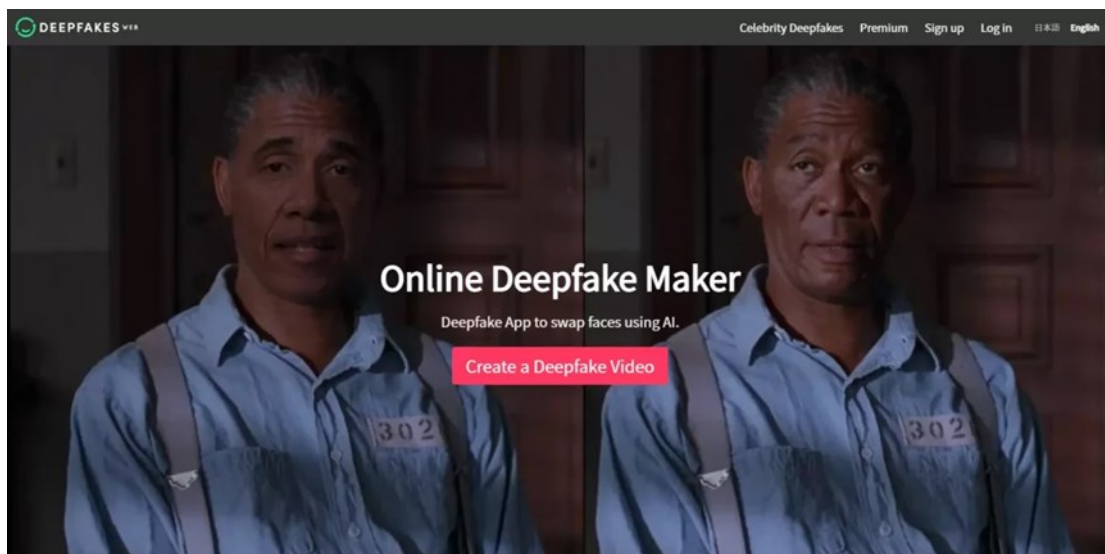 DEEPFAKES WEB
Celebrity Deepfakes Premium Sign up Log in 日本語 English
Online Deepfake Maker
Deepfake App to swap faces using AI.
Create a Deepfake Video
302 302